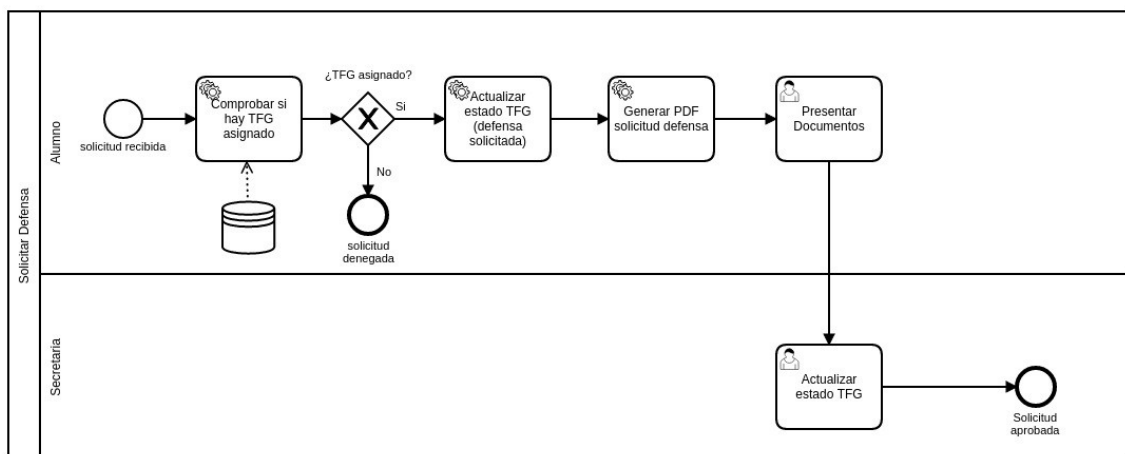 Solicitar Defensa
Alumno
solicitud recibida
Comprobar si
hay TFG
asignado
¿TFG asignado?
Si
No
solicitud
denegada
Actualizar
estado TFG
(defensa
solicitada)
Generar PDF
solicitud defensa
Presentar
Documentos
Secretaria
Actualizar
estado TFG
Solicitud
aprobada